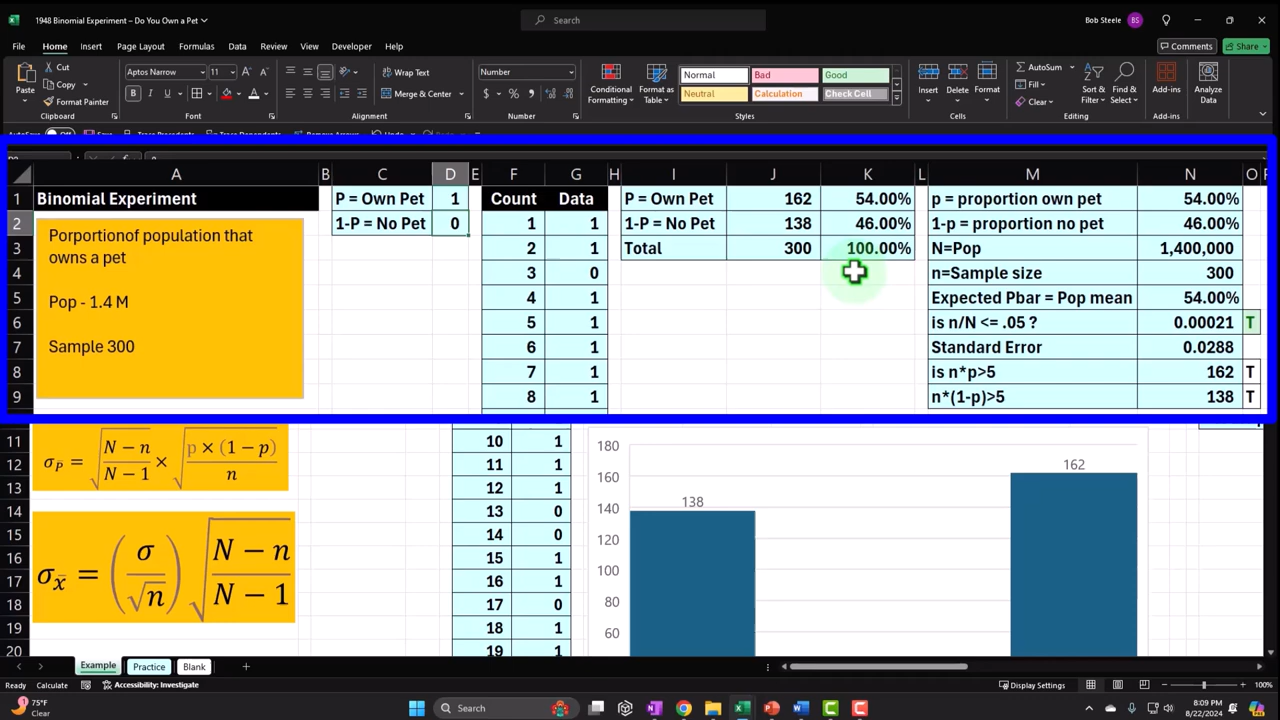 1948 Binomial Experiment – Do You Own a Pet
Search
Bob Steele BS
File Home Insert Page Layout Formulas Data Review View Developer Help
Comments Share
Paste
Cut
Copy
Format Painter
Clipboard
Aptos Narrow 11
Font
Wrap Text
Merge & Center
Alignment
Number
Number
Conditional Formatting
Format as Table
Normal Bad Good
Neutral Calculation Check Cell
Styles
Insert Delete Format
Cells
AutoSum
Fill
Clear
Sort & Filter
Find & Select
Editing
Add-ins
Add-ins
Analyze Data
A B C D E F G H I J K L M N O
1 Binomial Experiment P = Own Pet 1 Count Data P = Own Pet 162 54.00% p = proportion own pet 54.00%
2 1-P = No Pet 0 1 1 1-P = No Pet 138 46.00% 1-p = proportion no pet 46.00%
3 2 1 Total 300 100.00% N=Pop 1,400,000
4 3 0 n=Sample size 300
5 4 1 Expected Pbar = Pop mean 54.00%
6 5 1 is n/N <= .05 ? 0.00021 T
7 6 1 Standard Error 0.0288
8 7 1 is n*p>5 162 T
9 8 1 n*(1-p)>5 138 T
Porportionof population that
owns a pet
Pop - 1.4 M
Sample 300
11 10 1
12 11 1
13 12 1
14 13 0
15 14 0
16 15 1
17 16 1
18 17 0
19 18 1
20 19 1
σp̄ = √((N − n)/(N − 1)) × √((p × (1 − p))/n)
σx̄ = (σ/√n) √((N − n)/(N − 1))
180
160
140
120
100
80
60
138
162
Example Practice Blank
Ready Calculate Accessibility: Investigate Display Settings 100%
75°F
Clear
Search
8:09 PM
8/22/2024